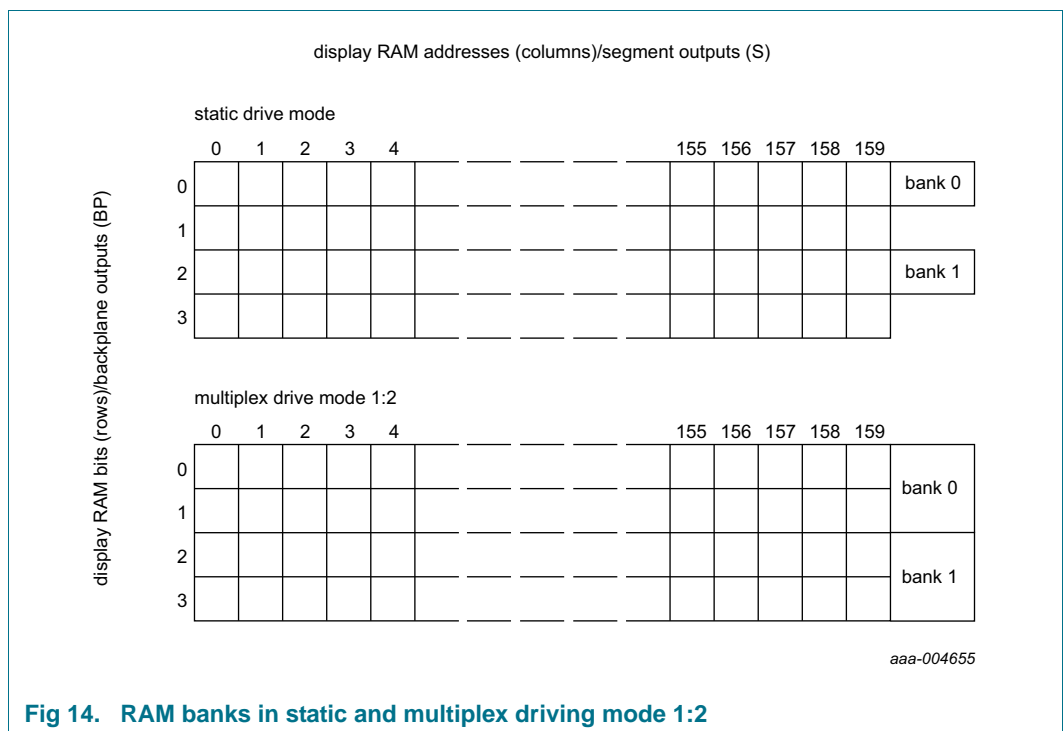 display RAM addresses (columns)/segment outputs (S)
display RAM bits (rows)/backplane outputs (BP)
static drive mode
0 1 2 3 4 155 156 157 158 159
0 bank 0
1
2 bank 1
3
multiplex drive mode 1:2
0 1 2 3 4 155 156 157 158 159
0
bank 0
1
2
bank 1
3
aaa-004655
Fig 14. RAM banks in static and multiplex driving mode 1:2